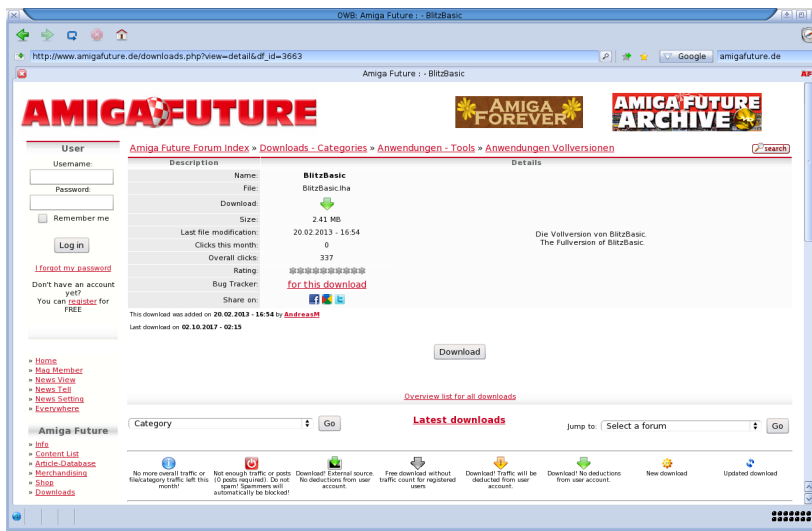 OWB: Amiga Future : - BlitzBasic
http://www.amigafuture.de/downloads.php?view=detail&df_id=3663
Google
amigafuture.de
Amiga Future : - BlitzBasic
AF
AMIGA FUTURE
AMIGA
FOREVER
AMIGA FUTURE
ARCHIVE
User
Username:
Password:
Remember me
Log in
I forgot my password
Don't have an account
yet?
You can register for
FREE
» Home
» Mag Member
» News View
» News Tell
» News Setting
» Everywhere
Amiga Future
» Info
» Content List
» Article-Database
» Merchandising
» Shop
» Downloads
Amiga Future Forum Index » Downloads - Categories » Anwendungen - Tools » Anwendungen Vollversionen
search
Description
Details
Name: BlitzBasic
File: BlitzBasic.lha
Download:
Size: 2.41 MB
Last file modification: 20.02.2013 - 16:54
Clicks this month: 0
Overall clicks: 337
Rating:
Bug Tracker: for this download
Share on:
Die Vollversion von BlitzBasic.
The Fullversion of BlitzBasic.
This download was added on 20.02.2013 - 16:54 by AndreasM
Last download on 02.10.2017 - 02:15
Download
Overview list for all downloads
Category
Go
Latest downloads
Jump to:
Select a forum
Go
No more overall traffic or
file/category traffic left this
month!
Not enough traffic or posts
(0 posts required). Do not
spam! Spammers will
automatically be blocked!
Download! External source.
No deductions from user
account.
Free download without
traffic count for registered
users
Download! Traffic will be
deducted from user
account.
Download! No deductions
from user account.
New download
Updated download